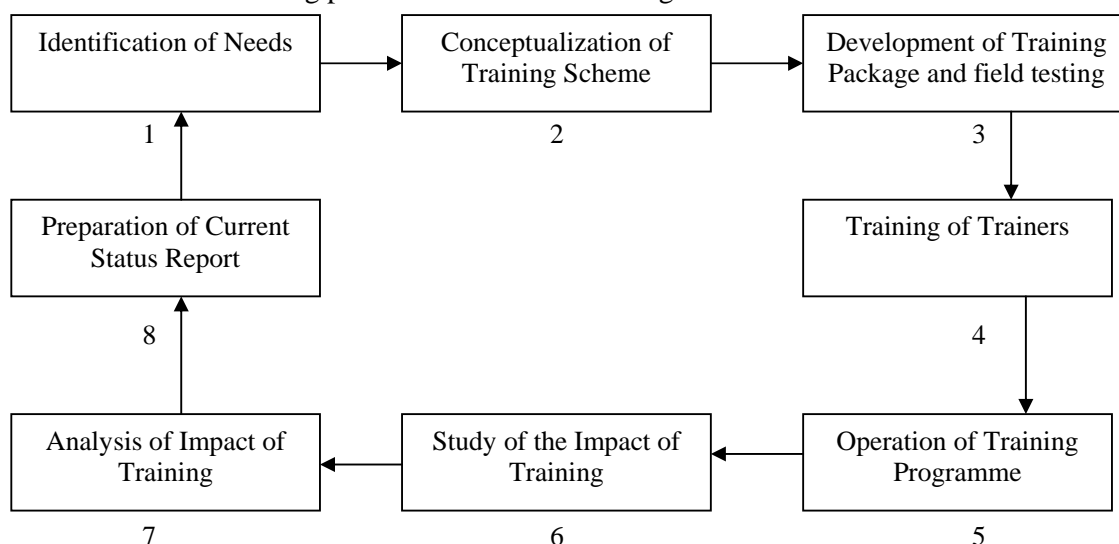 Identification of Needs
Conceptualization of
Training Scheme
Development of Training
Package and field testing
1
2
3
Preparation of Current
Status Report
Training of Trainers
8
4
Analysis of Impact of
Training
Study of the Impact of
Training
Operation of Training
Programme
7
6
5